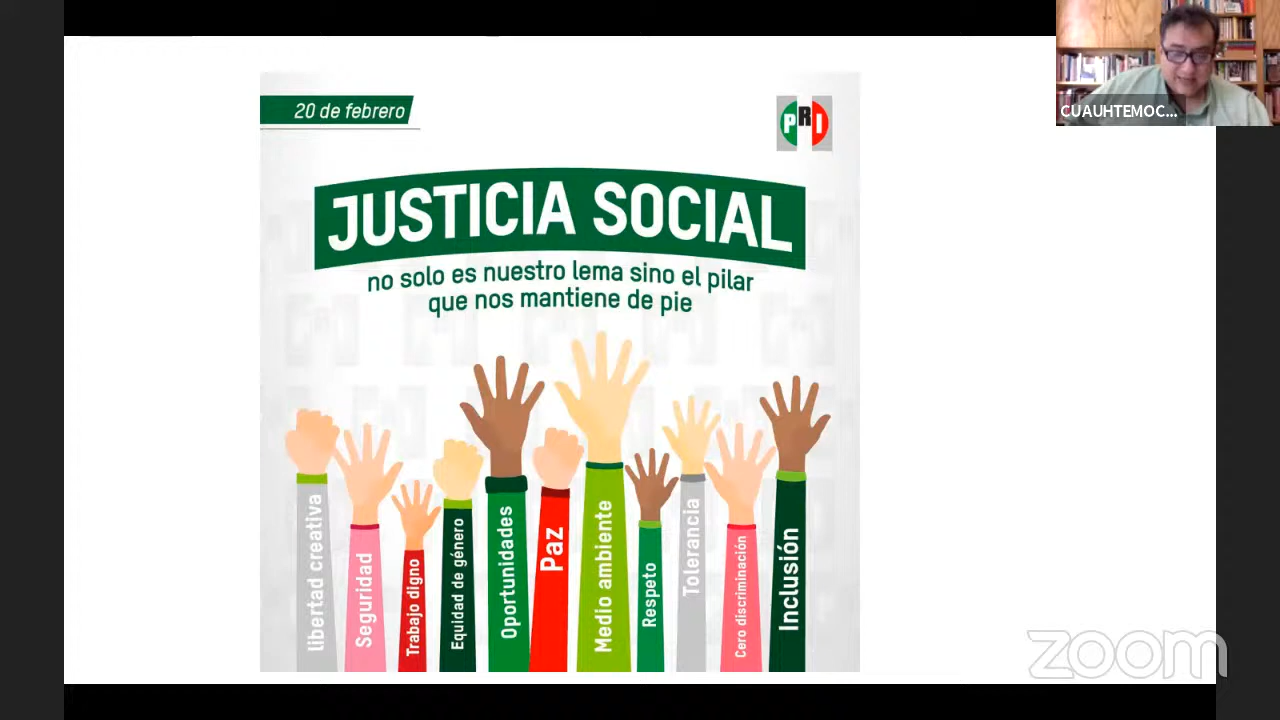 20 de febrero
PRI
CUAUHTEMOC...
JUSTICIA SOCIAL
no solo es nuestro lema sino el pilar
que nos mantiene de pie
libertad creativa
Seguridad
Trabajo digno
Equidad de género
Oportunidades
Paz
Medio ambiente
Respeto
Tolerancia
Cero discriminación
Inclusión
zoom